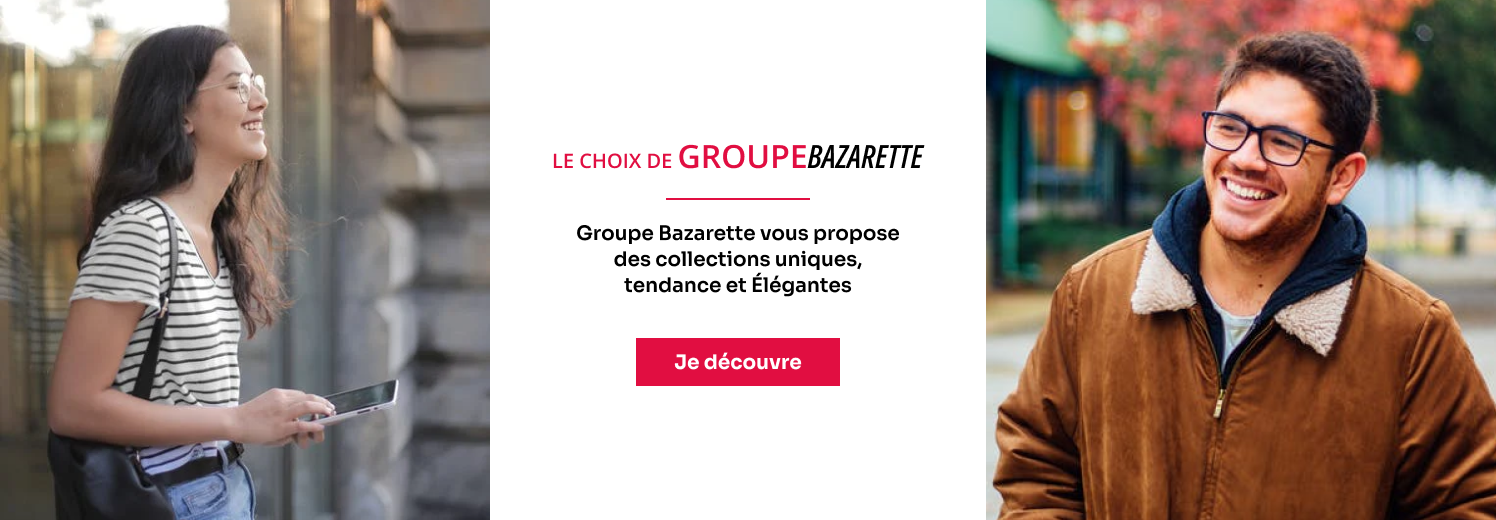 LE CHOIX DE GROUPEBAZARETTE
Groupe Bazarette vous propose
des collections uniques,
tendance et Élégantes
Je découvre